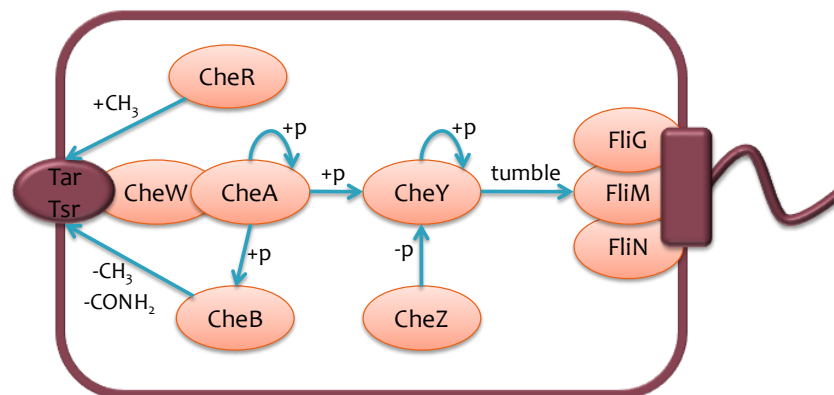 CheR
+CH₃
+p
+p
FliG
Tar
Tsr
CheW
CheA
+p
CheY
tumble
FliM
+p
-p
FliN
-CH₃
-CONH₂
CheB
CheZ